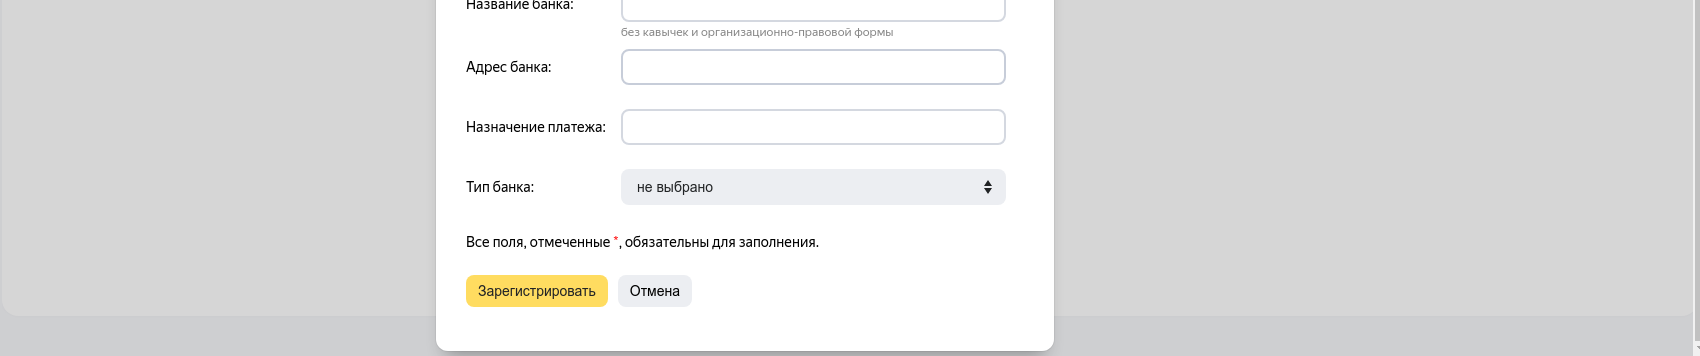 Название банка:
без кавычек и организационно-правовой формы
Адрес банка:
Назначение платежа:
Тип банка: не выбрано
Все поля, отмеченные *, обязательны для заполнения.
Зарегистрировать Отмена